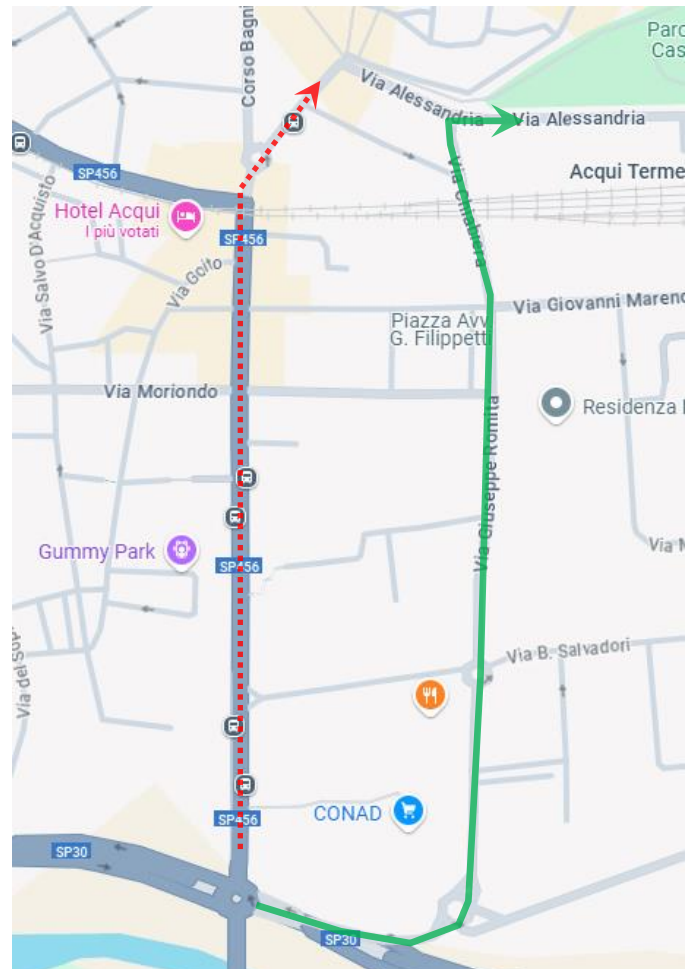 Parc
Cas
Corso Bagni
Via Alessandria
Via Alessandria
SP456
Acqui Terme
Hotel Acqui
I più votati
SP456
Via Chiabrera
Via Salvo D'Acquisto
Via Goito
Via Giovanni Marenc
Piazza Avv.
G. Filippetti
Via Moriondo
Residenza
Via Giuseppe Romita
Gummy Park
SP456
Via B. Salvadori
CONAD
SP456
SP30
SP30